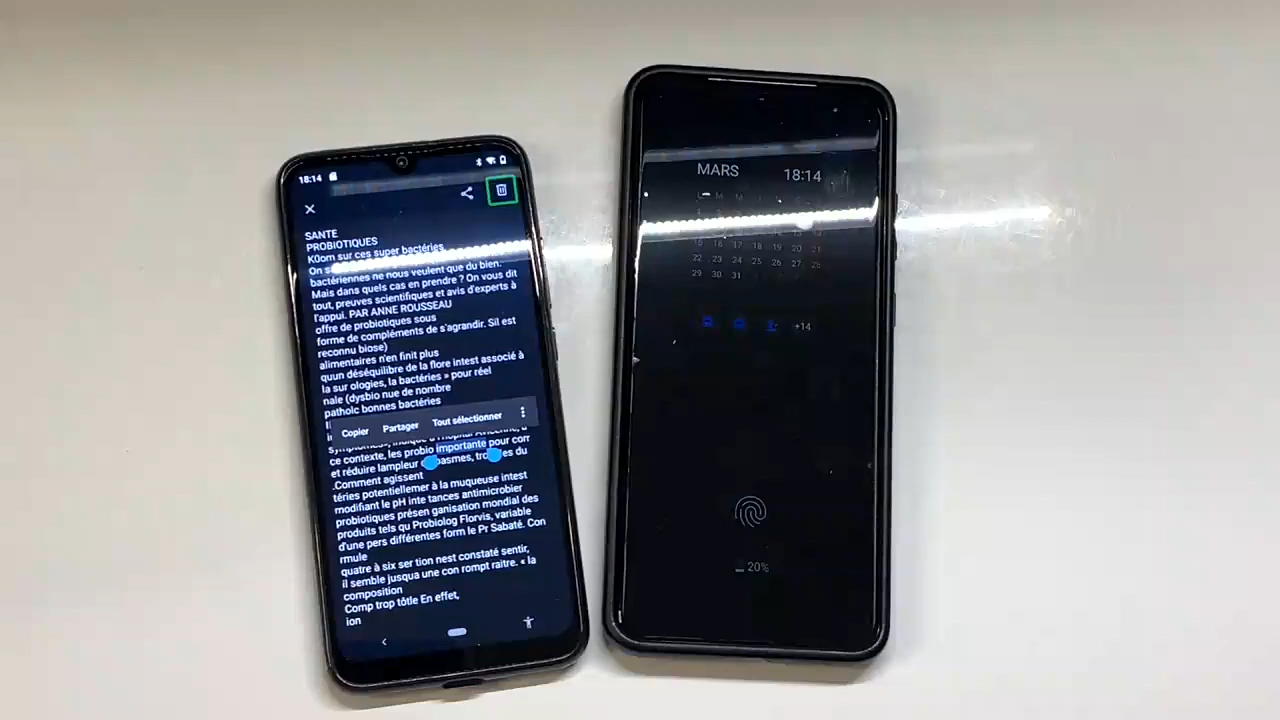 18:14
SANTE
PROBIOTIQUES
K0om sur ces super bactéries
On s
bactériennes ne nous veulent que du bien.
Mais dans quels cas en prendre ? On vous dit
tout, preuves scientifiques et avis d'experts à
l'appui. PAR ANNE ROUSSEAU
offre de probiotiques sous
forme de compléments de s'agrandir. Sil est
reconnu biose)
alimentaires n'en finit plus
quun déséquilibre de la flore intest associé à
la sur ologies, la bactéries » pour réel
nale (dysbio nue de nombre
patholc bonnes bactéries
Copier Partager Tout sélectionner
symptômes», indique à l'hôpital Avicenne, a
ce contexte, les probio importante pour corr
et réduire lampleur
.Comment agissent
téries potentiellemer à la muqueuse intest
modifiant le pH inte tances antimicrobier
probiotiques présen ganisation mondial des
produits tels qu Probiolog Florvis, variable
d'une pers différentes form le Pr Sabaté. Con
rmule
quatre à six ser tion nest constaté sentir,
il semble jusqua une con rompt raitre. « la
composition
Comp trop tôtle En effet,
ion
MARS 18:14
L M M
15 16 17 18 19 20 21
22 23 24 25 26 27 28
29 30 31
+14
20%